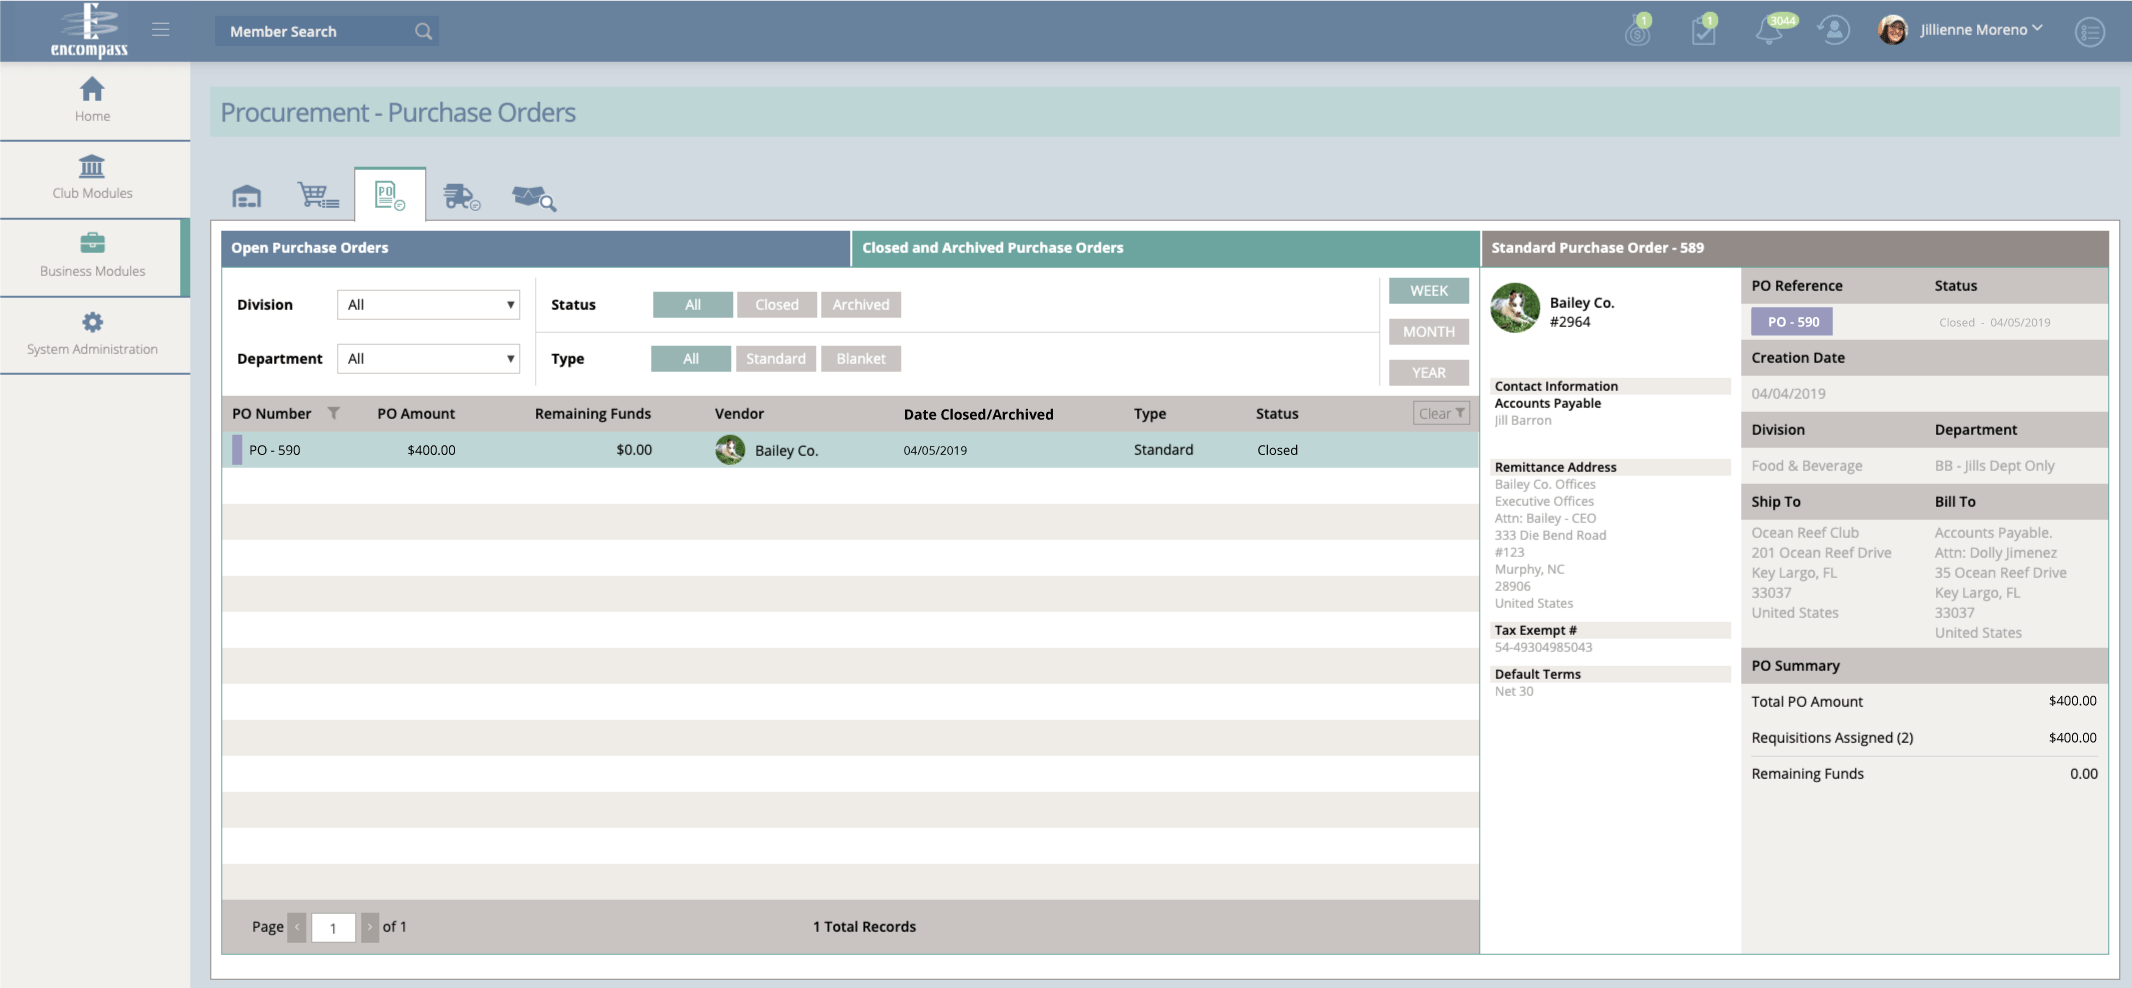 encompass
Member Search
1
1
3044
Jillienne Moreno
Home
Club Modules
Business Modules
System Administration
Procurement - Purchase Orders
PO
Open Purchase Orders
Closed and Archived Purchase Orders
Standard Purchase Order - 589
Division
All
Status
All
Closed
Archived
WEEK
MONTH
Department
All
Type
All
Standard
Blanket
YEAR
PO Number
PO Amount
Remaining Funds
Vendor
Date Closed/Archived
Type
Status
Clear
PO - 590
$400.00
$0.00
Bailey Co.
04/05/2019
Standard
Closed
Page
1
of 1
1 Total Records
Bailey Co.
#2964
Contact Information
Accounts Payable
Jill Barron
Remittance Address
Bailey Co. Offices
Executive Offices
Attn: Bailey - CEO
333 Die Bend Road
#123
Murphy, NC
28906
United States
Tax Exempt #
54-49304985043
Default Terms
Net 30
PO Reference
Status
PO - 590
Closed - 04/05/2019
Creation Date
04/04/2019
Division
Department
Food & Beverage
BB - Jills Dept Only
Ship To
Bill To
Ocean Reef Club
201 Ocean Reef Drive
Key Largo, FL
33037
United States
Accounts Payable.
Attn: Dolly Jimenez
35 Ocean Reef Drive
Key Largo, FL
33037
United States
PO Summary
Total PO Amount
$400.00
Requisitions Assigned (2)
$400.00
Remaining Funds
0.00